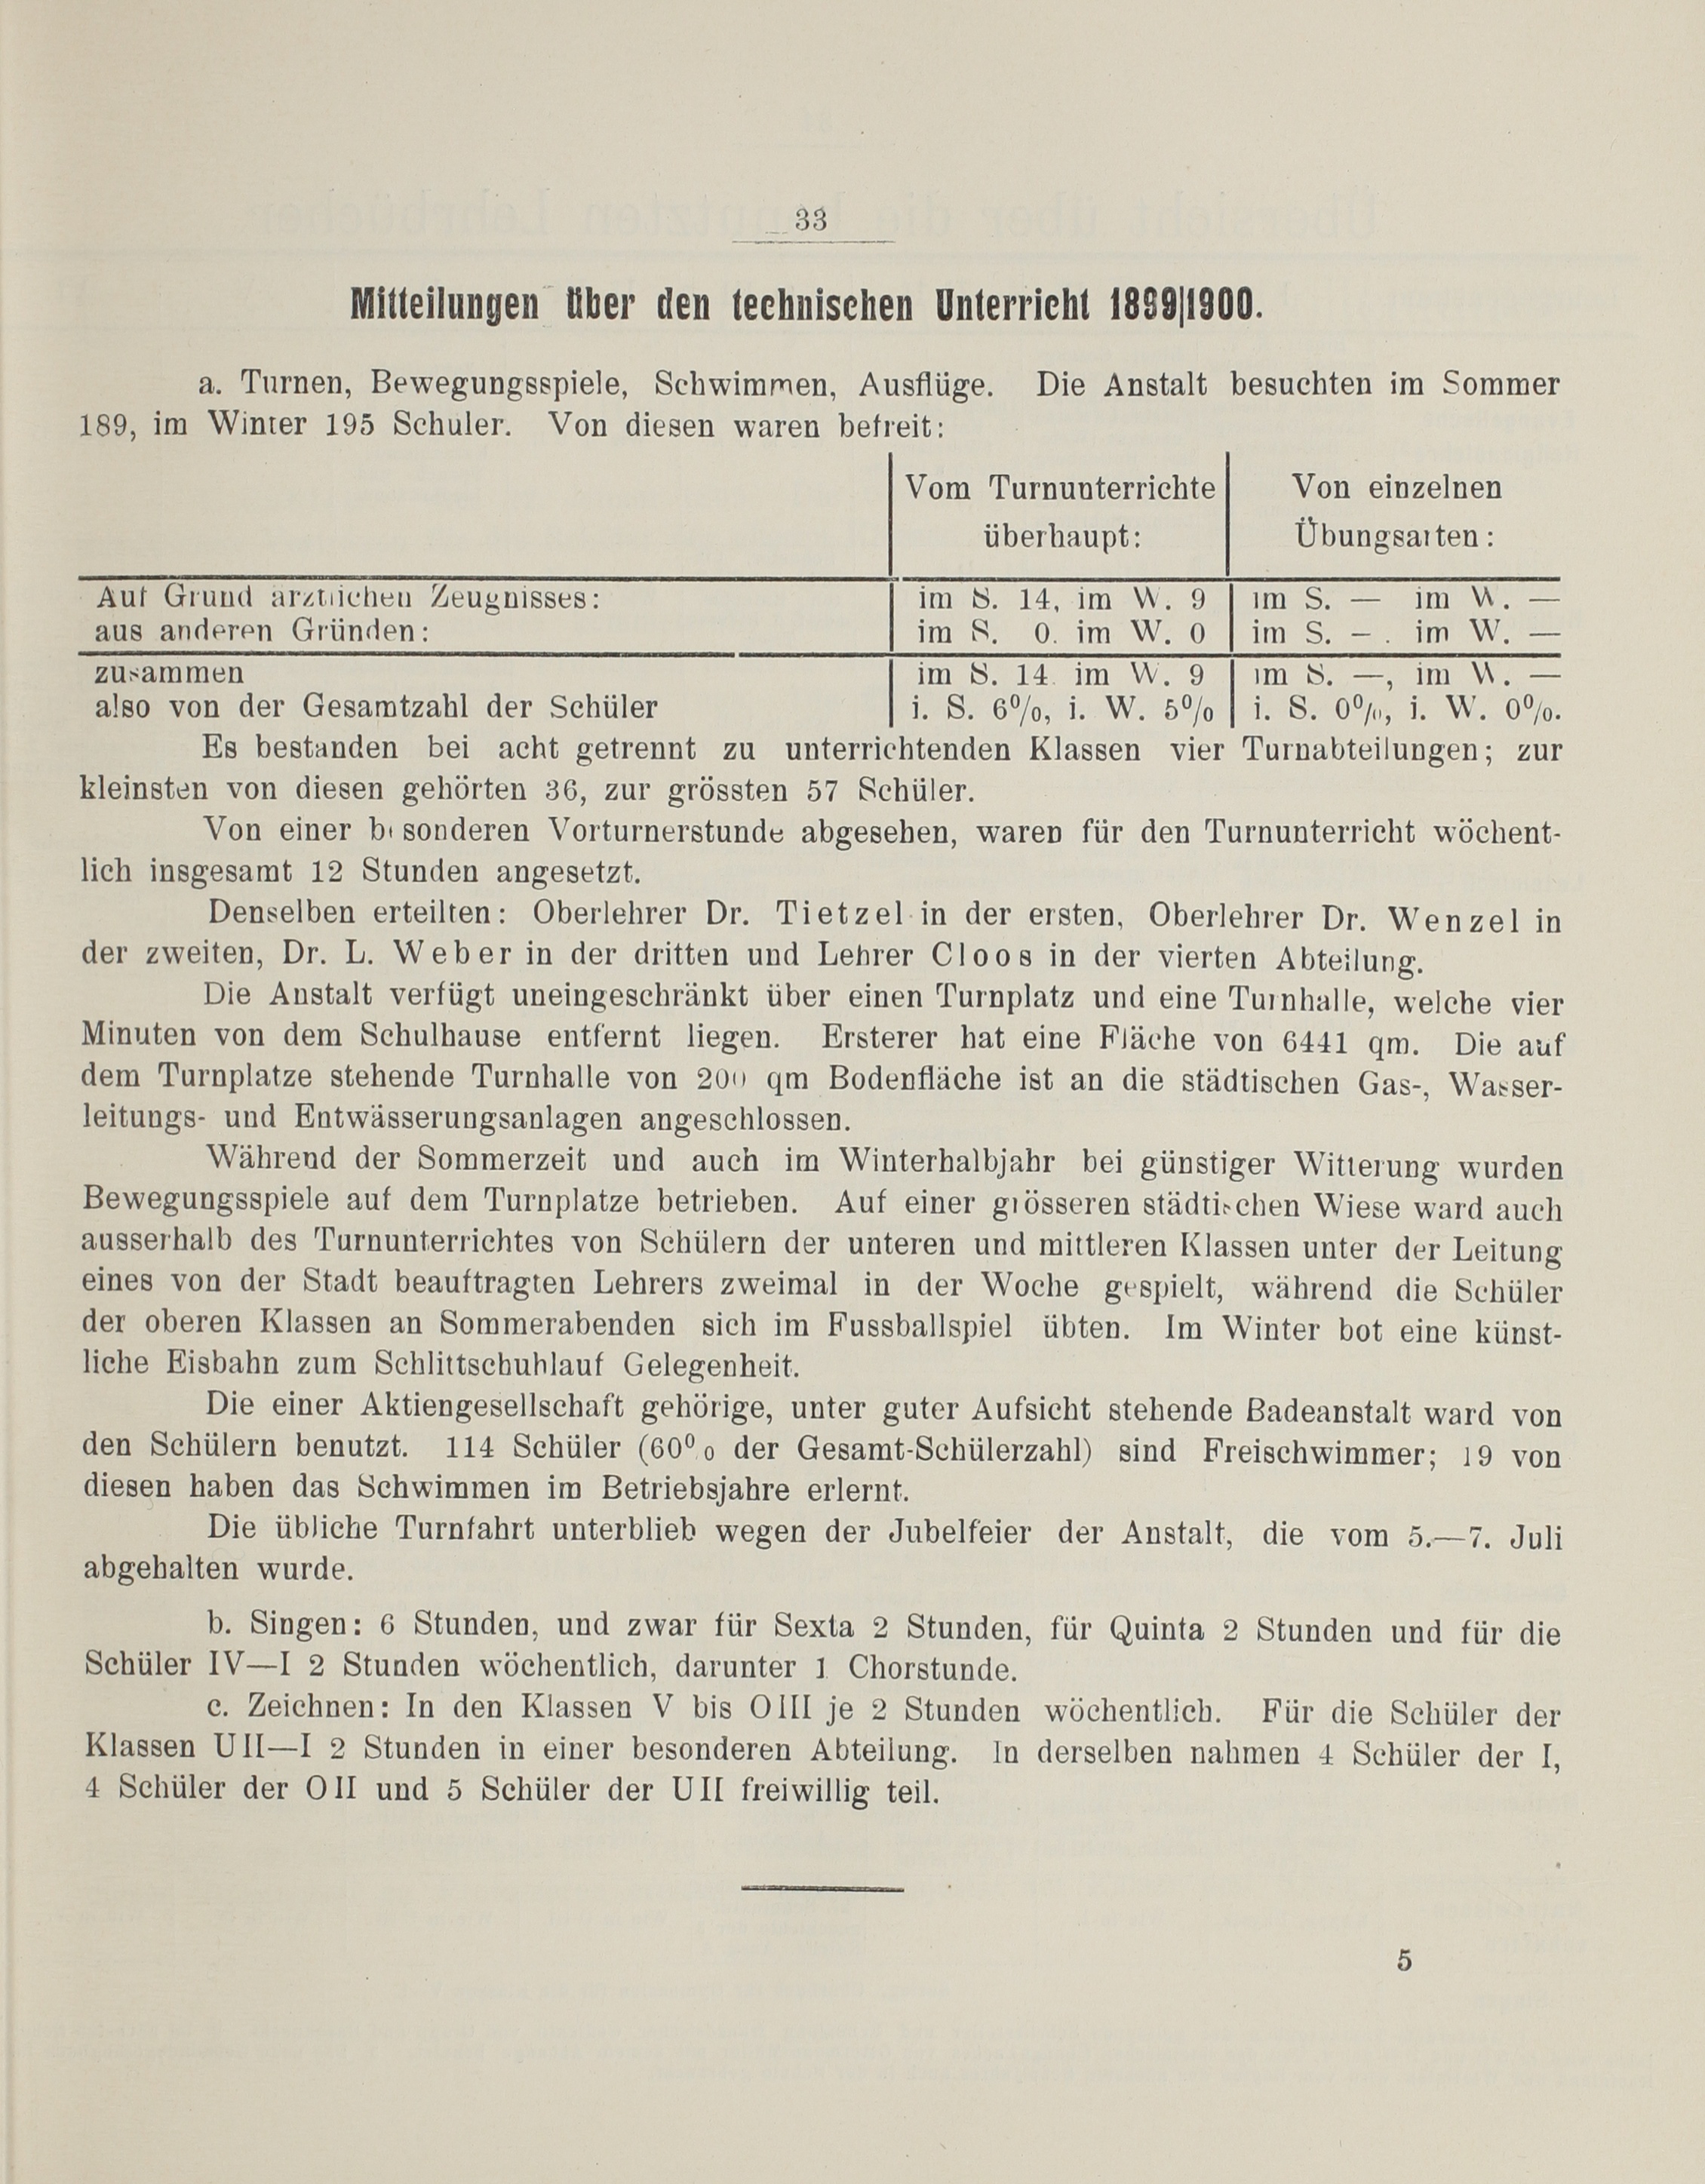 33
Mitteilungen über den technischen Unterricht 1899|1900.
a. Turnen, Bewegungsspiele, Schwimmen, Ausflüge. Die Anstalt besuchten im Sommer
189, im Winter 195 Schüler. Von diesen waren befreit:
Vom Turnunterrichte Von einzelnen
überhaupt: Übungsarten:
Auf Grund ärztlichen Zeugnisses: im S. 14, im W. 9 im S. — im W. —
aus anderen Gründen: im S. 0. im W. 0 im S. — . im W. —
zusammen im S. 14. im W. 9 im S. —, im W. —
also von der Gesamtzahl der Schüler i. S. 6%, i. W. 5% i. S. 0%, i. W. 0%.
Es bestanden bei acht getrennt zu unterrichtenden Klassen vier Turnabteilungen; zur
kleinsten von diesen gehörten 36, zur grössten 57 Schüler.
Von einer besonderen Vorturnerstunde abgesehen, waren für den Turnunterricht wöchent-
lich insgesamt 12 Stunden angesetzt.
Denselben erteilten: Oberlehrer Dr. Tietzel in der ersten, Oberlehrer Dr. Wenzel in
der zweiten, Dr. L. Weber in der dritten und Lehrer Cloos in der vierten Abteilung.
Die Anstalt verfügt uneingeschränkt über einen Turnplatz und eine Turnhalle, welche vier
Minuten von dem Schulhause entfernt liegen. Ersterer hat eine Fläche von 6441 qm. Die auf
dem Turnplatze stehende Turnhalle von 200 qm Bodenfläche ist an die städtischen Gas-, Wasser-
leitungs- und Entwässerungsanlagen angeschlossen.
Während der Sommerzeit und auch im Winterhalbjahr bei günstiger Witterung wurden
Bewegungsspiele auf dem Turnplatze betrieben. Auf einer grösseren städtischen Wiese ward auch
ausserhalb des Turnunterrichtes von Schülern der unteren und mittleren Klassen unter der Leitung
eines von der Stadt beauftragten Lehrers zweimal in der Woche gespielt, während die Schüler
der oberen Klassen an Sommerabenden sich im Fussballspiel übten. Im Winter bot eine künst-
liche Eisbahn zum Schlittschuhlauf Gelegenheit.
Die einer Aktiengesellschaft gehörige, unter guter Aufsicht stehende Badeanstalt ward von
den Schülern benutzt. 114 Schüler (60% der Gesamt-Schülerzahl) sind Freischwimmer; 19 von
diesen haben das Schwimmen im Betriebsjahre erlernt.
Die übliche Turnfahrt unterblieb wegen der Jubelfeier der Anstalt, die vom 5.—7. Juli
abgehalten wurde.
b. Singen: 6 Stunden, und zwar für Sexta 2 Stunden, für Quinta 2 Stunden und für die
Schüler IV—I 2 Stunden wöchentlich, darunter 1 Chorstunde.
c. Zeichnen: In den Klassen V bis OIII je 2 Stunden wöchentlich. Für die Schüler der
Klassen UII—I 2 Stunden in einer besonderen Abteilung. In derselben nahmen 4 Schüler der I,
4 Schüler der OII und 5 Schüler der UII freiwillig teil.
5